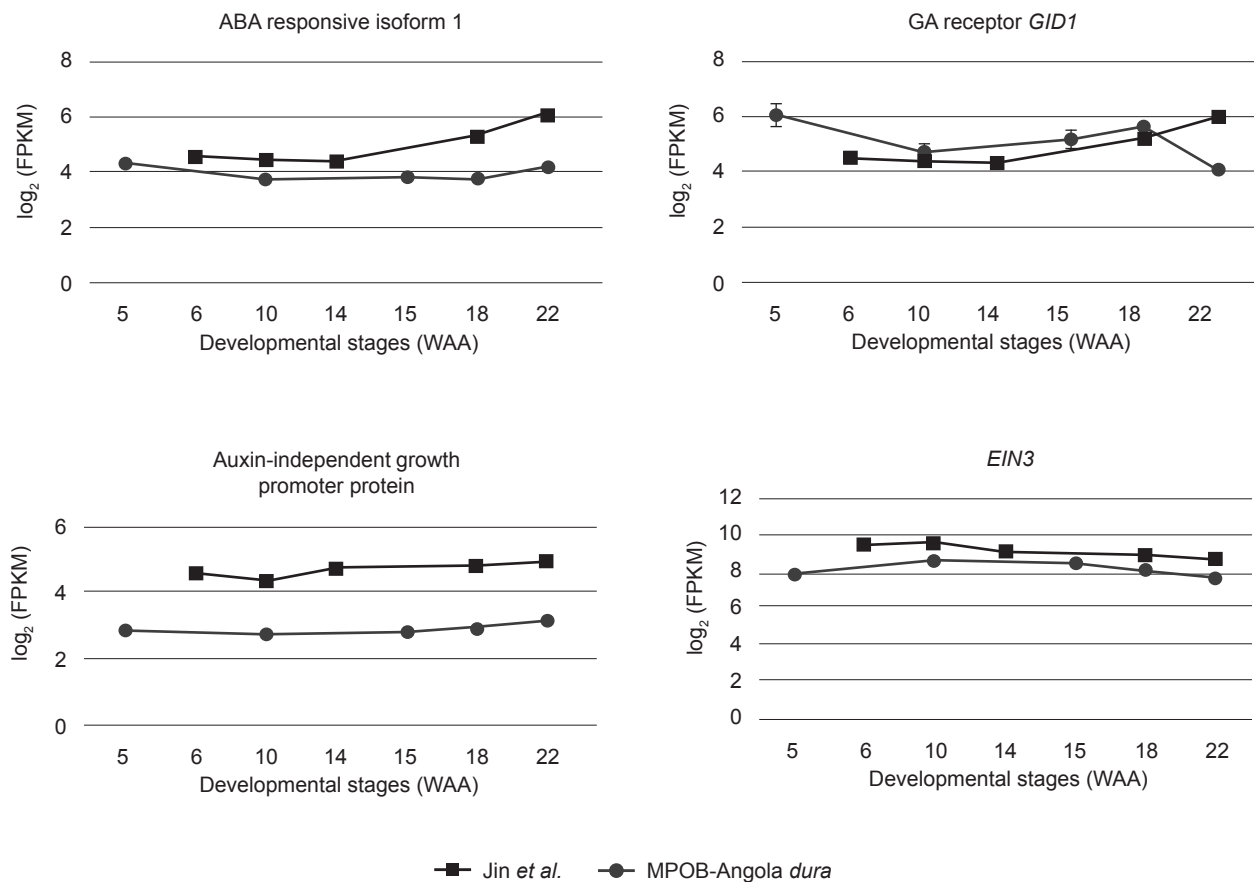 ABA responsive isoform 1
8
6
4
2
0
log₂ (FPKM)
5 6 10 14 15 18 22
Developmental stages (WAA)
GA receptor GID1
8
6
4
2
0
log₂ (FPKM)
5 6 10 14 15 18 22
Developmental stages (WAA)
Auxin-independent growth
promoter protein
6
4
2
0
log₂ (FPKM)
5 6 10 14 15 18 22
Developmental stages (WAA)
EIN3
12
10
8
6
4
2
0
log₂ (FPKM)
5 6 10 14 15 18 22
Developmental stages (WAA)
Jin et al. MPOB-Angola dura